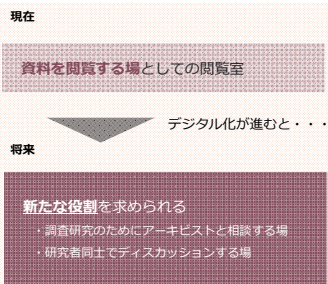 現在
資料を閲覧する場としての閲覧室
デジタル化が進むと・・・
将来
新たな役割を求められる
・調査研究のためにアーキビストと相談する場
・研究者同士でディスカッションする場